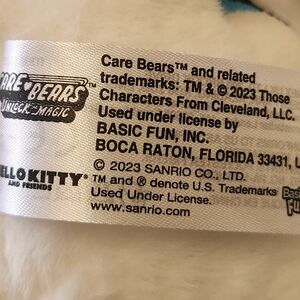 CARE BEARS
UNLOCK THE MAGIC
Care Bears™ and related
trademarks: TM & © 2023 Those
Characters From Cleveland, LLC.
Used under license by
BASIC FUN, INC.
BOCA RATON, FLORIDA 33431, U
HELLO KITTY
AND FRIENDS
© 2023 SANRIO CO., LTD.
™ and ® denote U.S. Trademarks
Used Under License.
www.sanrio.com